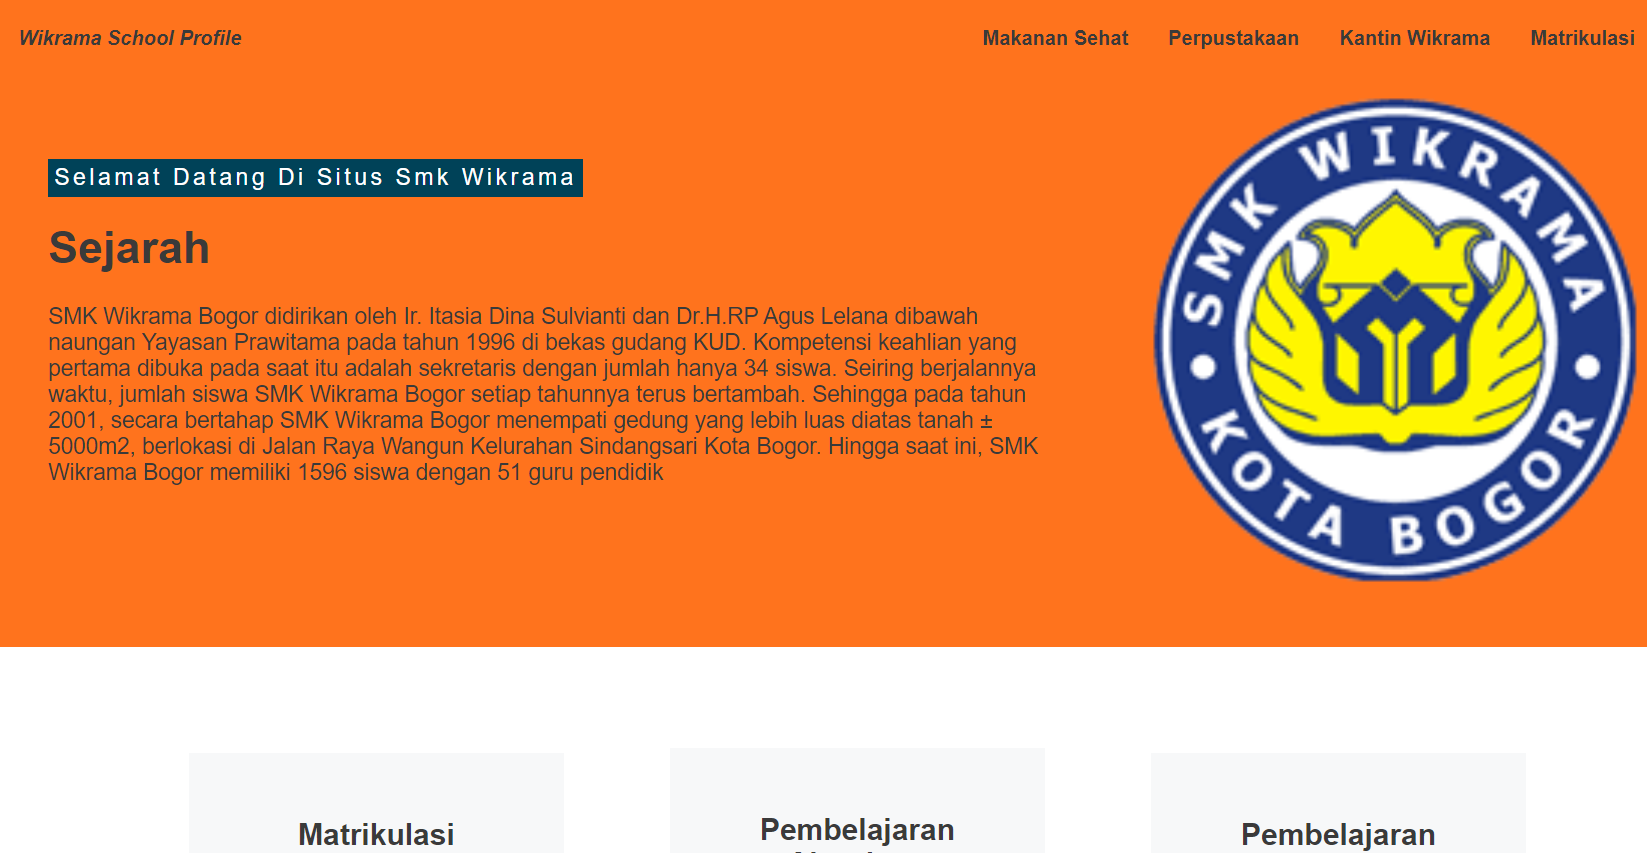 Wikrama School Profile
Makanan Sehat Perpustakaan Kantin Wikrama Matrikulasi
Selamat Datang Di Situs Smk Wikrama
Sejarah
SMK Wikrama Bogor didirikan oleh Ir. Itasia Dina Sulvianti dan Dr.H.RP Agus Lelana dibawah
naungan Yayasan Prawitama pada tahun 1996 di bekas gudang KUD. Kompetensi keahlian yang
pertama dibuka pada saat itu adalah sekretaris dengan jumlah hanya 34 siswa. Seiring berjalannya
waktu, jumlah siswa SMK Wikrama Bogor setiap tahunnya terus bertambah. Sehingga pada tahun
2001, secara bertahap SMK Wikrama Bogor menempati gedung yang lebih luas diatas tanah ±
5000m2, berlokasi di Jalan Raya Wangun Kelurahan Sindangsari Kota Bogor. Hingga saat ini, SMK
Wikrama Bogor memiliki 1596 siswa dengan 51 guru pendidik
SMK WIKRAMA
KOTA BOGOR
Matrikulasi
Pembelajaran
Pembelajaran